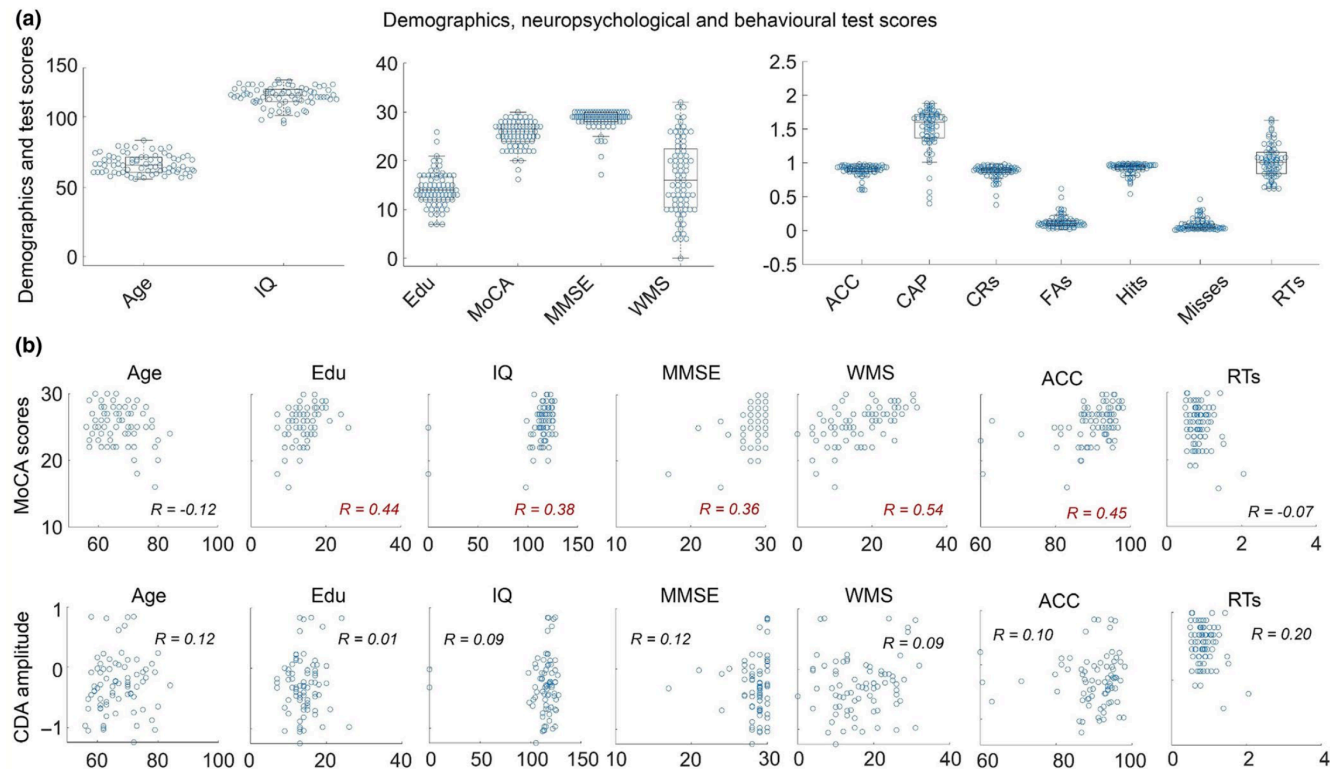 (a)
Demographics, neuropsychological and behavioural test scores
Demographics and test scores
150
100
50
0
Age
IQ
40
30
20
10
0
Edu
MoCA
MMSE
WMS
2.5
2
1.5
1
0.5
0
-0.5
ACC
CAP
CRs
FAs
Hits
Misses
RTs
(b)
Age
Edu
IQ
MMSE
WMS
ACC
RTs
MoCA scores
30
20
10
R = -0.12
R = 0.44
R = 0.38
R = 0.36
R = 0.54
R = 0.45
R = -0.07
60 80 100
0 20 40
0 50 100 150
10 20 30
0 20 40
60 80 100
0 2 4
Age
Edu
IQ
MMSE
WMS
ACC
RTs
CDA amplitude
1
0
−1
R = 0.12
R = 0.01
R = 0.09
R = 0.12
R = 0.09
R = 0.10
R = 0.20
60 80 100
0 20 40
0 50 100 150
10 20 30
0 20 40
60 80 100
0 2 4